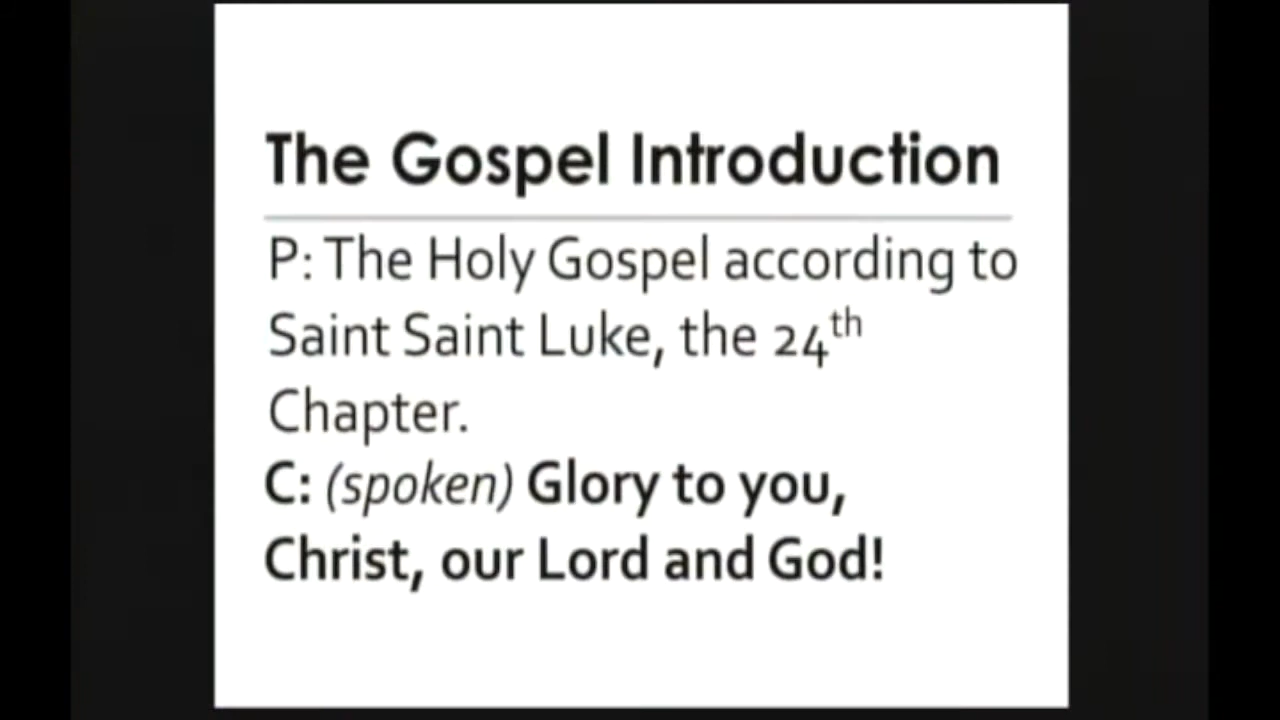 The Gospel Introduction
P: The Holy Gospel according to
Saint Saint Luke, the 24th
Chapter.
C: (spoken) Glory to you,
Christ, our Lord and God!